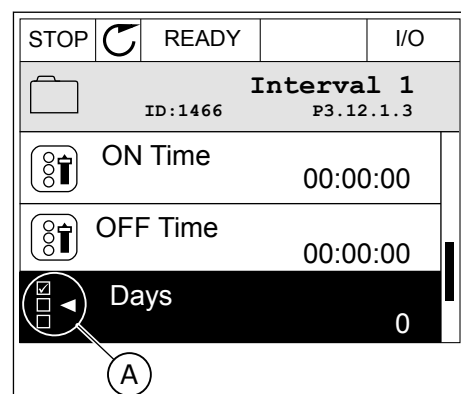 STOP READY I/O
Interval 1
ID:1466 P3.12.1.3
ON Time
00:00:00
OFF Time
00:00:00
Days
0
A